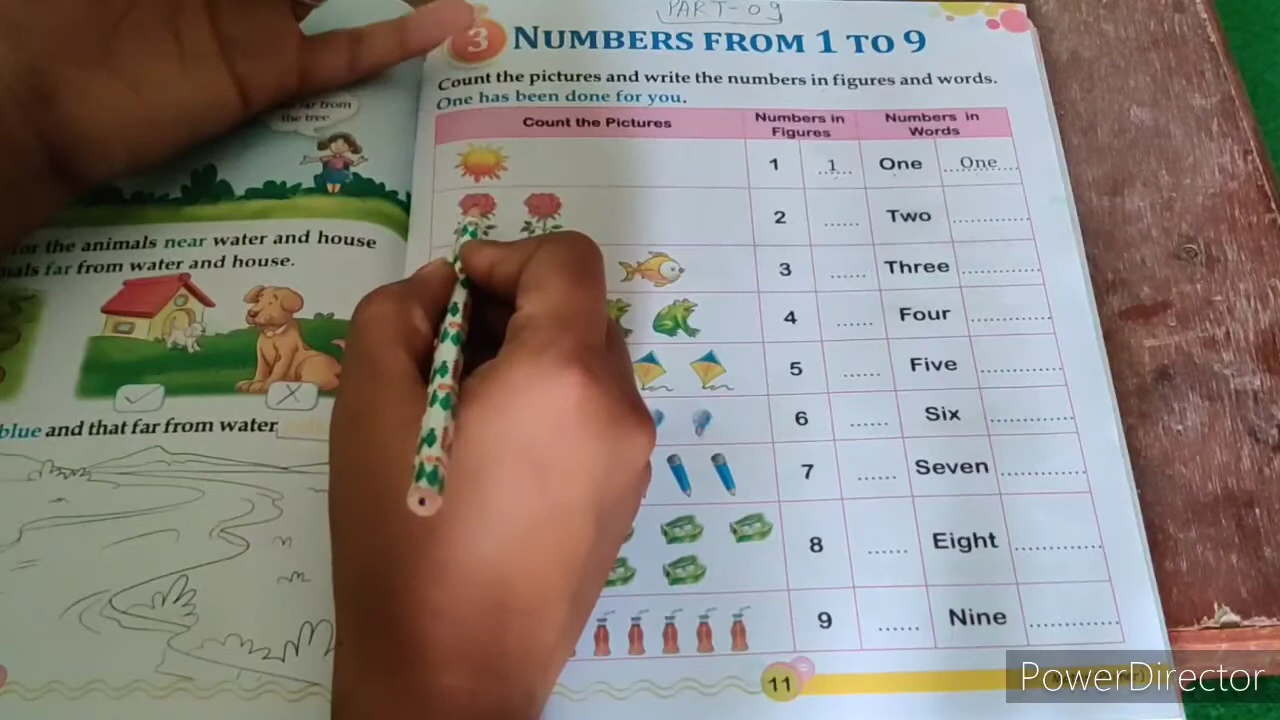 PART-09
3 NUMBERS FROM 1 TO 9
Count the pictures and write the numbers in figures and words.
One has been done for you.
Count the Pictures
Numbers in Figures
Numbers in Words
1 1 One One
2 ...... Two ............
3 ...... Three ............
4 ...... Four ............
5 ...... Five ............
6 ...... Six ............
7 ...... Seven ............
8 ...... Eight ............
9 ...... Nine ............
11
far from
the tree.
for the animals near water and house
far from water and house.
blue and that far from water
PowerDirector